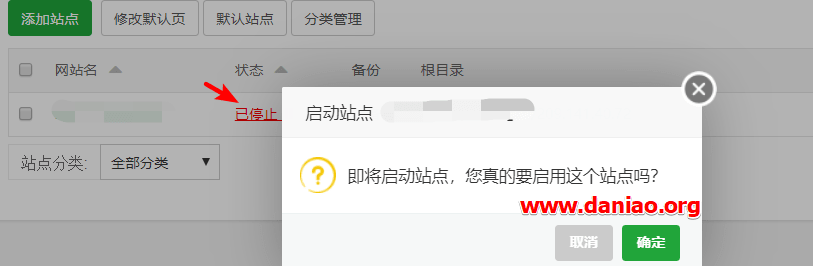 添加站点 修改默认页 默认站点 分类管理
网站名 状态 备份 根目录
已停止
启动站点
站点分类: 全部分类
即将启动站点，您真的要启用这个站点吗?
www.daniao.org
取消 确定